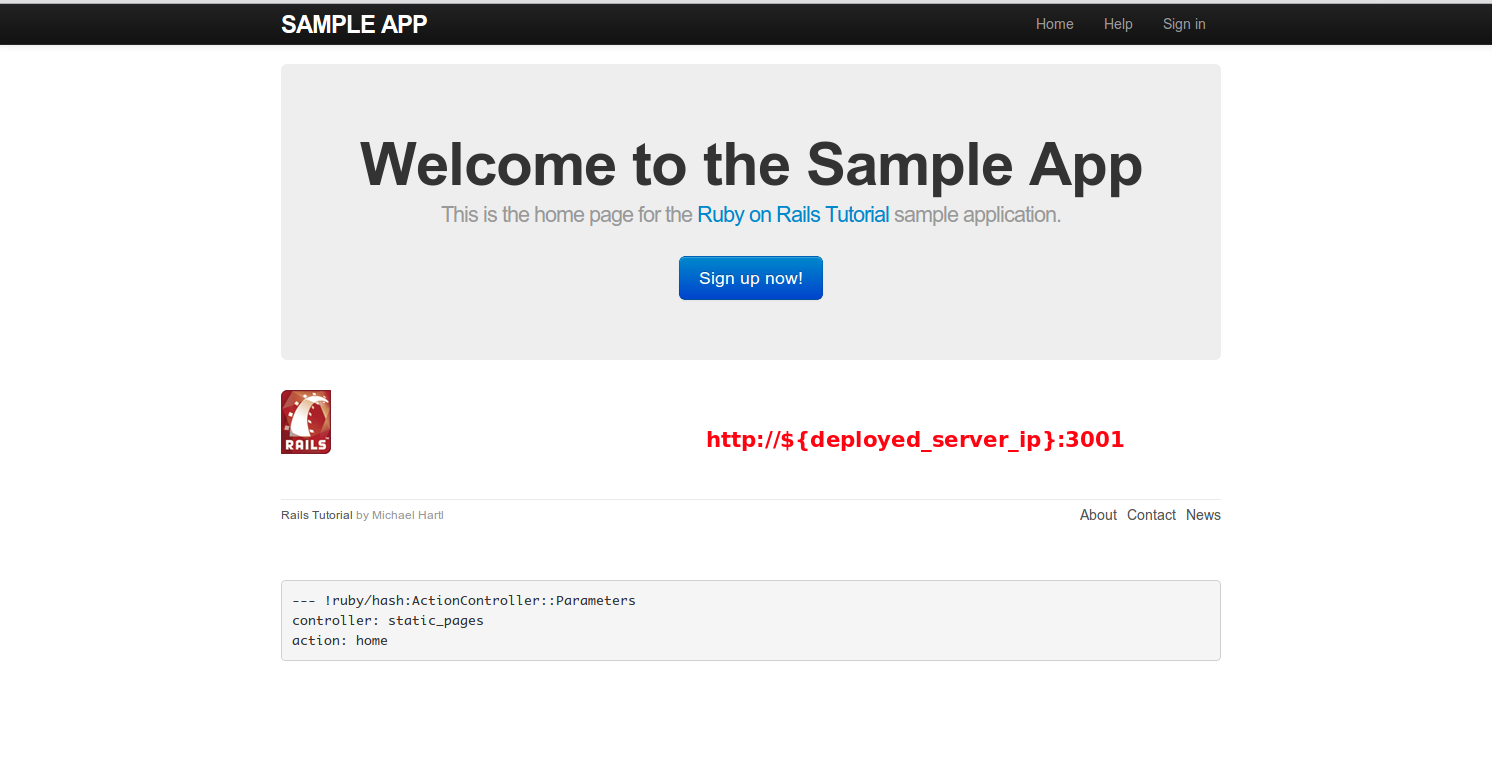 SAMPLE APP Home Help Sign in
Welcome to the Sample App
This is the home page for the Ruby on Rails Tutorial sample application.
Sign up now!
RAILS
http://${deployed_server_ip}:3001
Rails Tutorial by Michael Hartl About Contact News
--- !ruby/hash:ActionController::Parameters
controller: static_pages
action: home